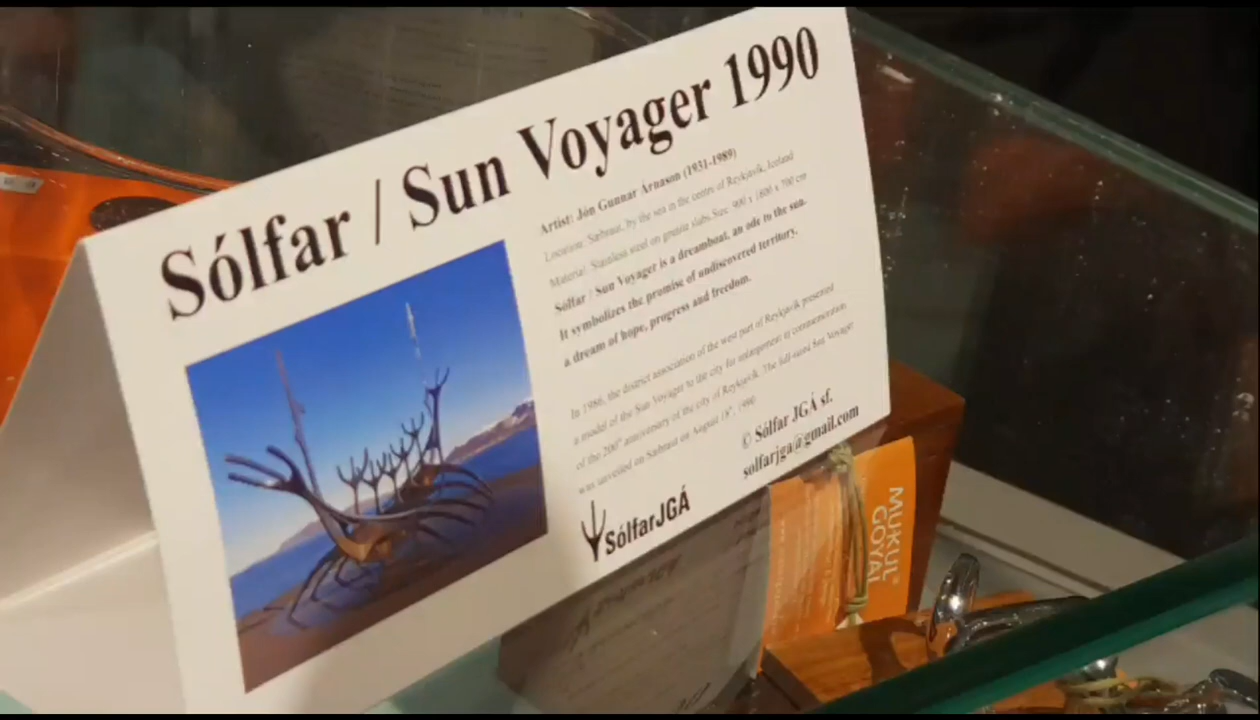 Sólfar / Sun Voyager 1990
Artist: Jón Gunnar Árnason (1931-1989)
Location: Sæbraut, by the sea in the centre of Reykjavík, Iceland
Material: Stainless steel on granite slabs. Size: 900 x 1800 x 700 cm
Sólfar / Sun Voyager is a dreamboat, an ode to the sun.
It symbolizes the promise of undiscovered territory,
a dream of hope, progress and freedom.
In 1986, the district association of the west part of Reykjavík presented
a model of the Sun Voyager to the city for enlargement in commemoration
of the 200th anniversary of the city of Reykjavík. The full-sized Sun Voyager
was unveiled on Sæbraut on August 18th, 1990.
© Sólfar JGÁ sf.
solfarjga@gmail.com
SólfarJGÁ
MUKUL
GOYAL